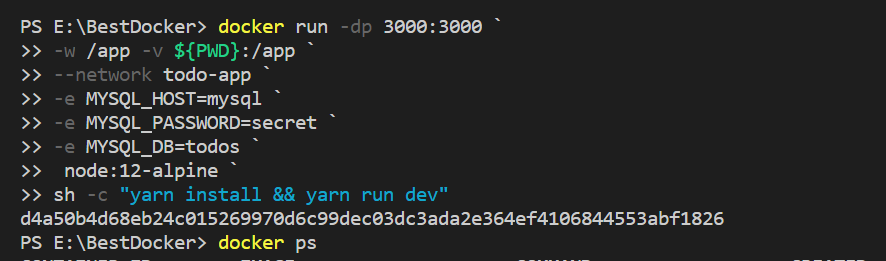 PS E:\BestDocker> docker run -dp 3000:3000 `
>> -w /app -v ${PWD}:/app `
>> --network todo-app `
>> -e MYSQL_HOST=mysql `
>> -e MYSQL_PASSWORD=secret `
>> -e MYSQL_DB=todos `
>>  node:12-alpine `
>> sh -c "yarn install && yarn run dev"
d4a50b4d68eb24c015269970d6c99dec03dc3ada2e364ef4106844553abf1826
PS E:\BestDocker> docker ps